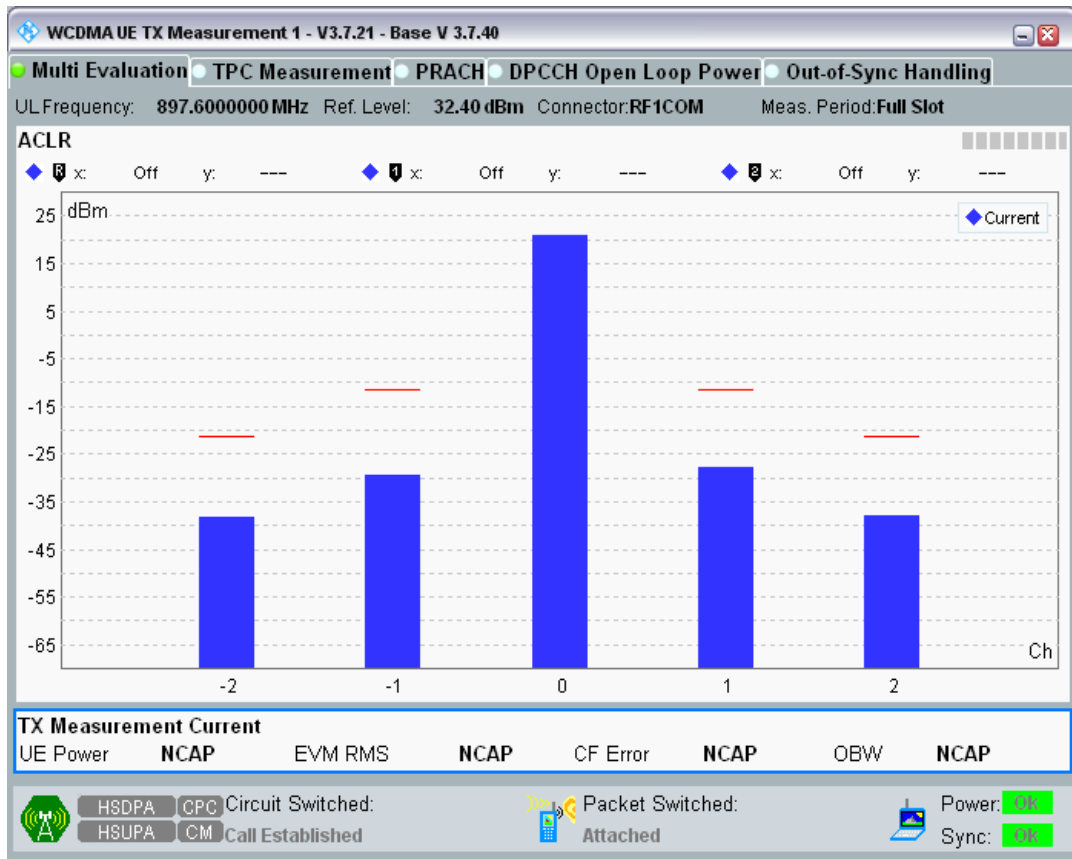 WCDMA UE TX Measurement 1 - V3.7.21 - Base V 3.7.40
Multi Evaluation TPC Measurement PRACH DPCCH Open Loop Power Out-of-Sync Handling
UL Frequency: 897.6000000 MHz Ref. Level: 32.40 dBm Connector:RF1COM Meas. Period:Full Slot
ACLR
R x: Off y: --- 1 x: Off y: --- 2 x: Off y: ---
dBm
Current
25
15
5
-5
-15
-25
-35
-45
-55
-65
Ch
-2 -1 0 1 2
TX Measurement Current
UE Power NCAP EVM RMS NCAP CF Error NCAP OBW NCAP
HSDPA CPC Circuit Switched: Packet Switched: Power: Ok
HSUPA CM Call Established Attached Sync: Ok